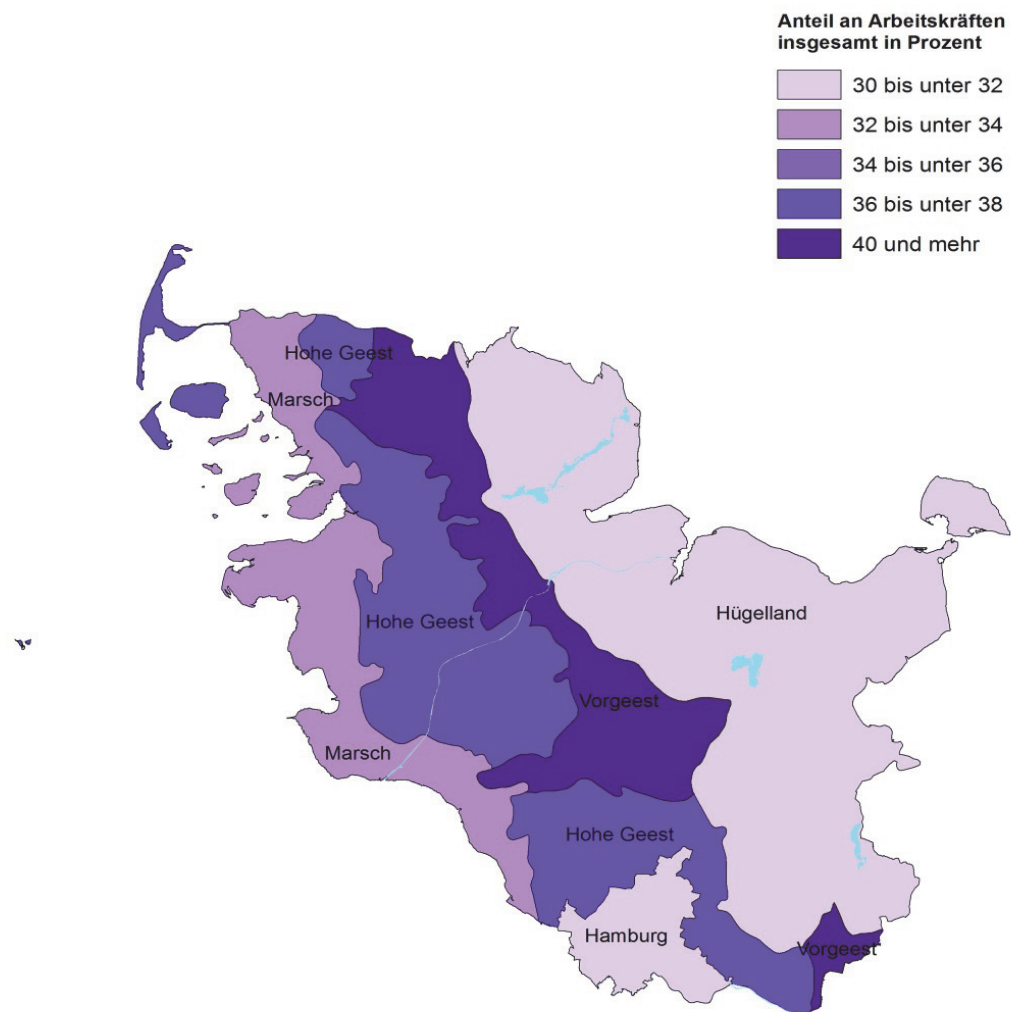 Anteil an Arbeitskräften
insgesamt in Prozent
30 bis unter 32
32 bis unter 34
34 bis unter 36
36 bis unter 38
40 und mehr
Hohe Geest
Marsch
Hügelland
Hohe Geest
Vorgeest
Marsch
Hohe Geest
Hamburg
Vorgeest